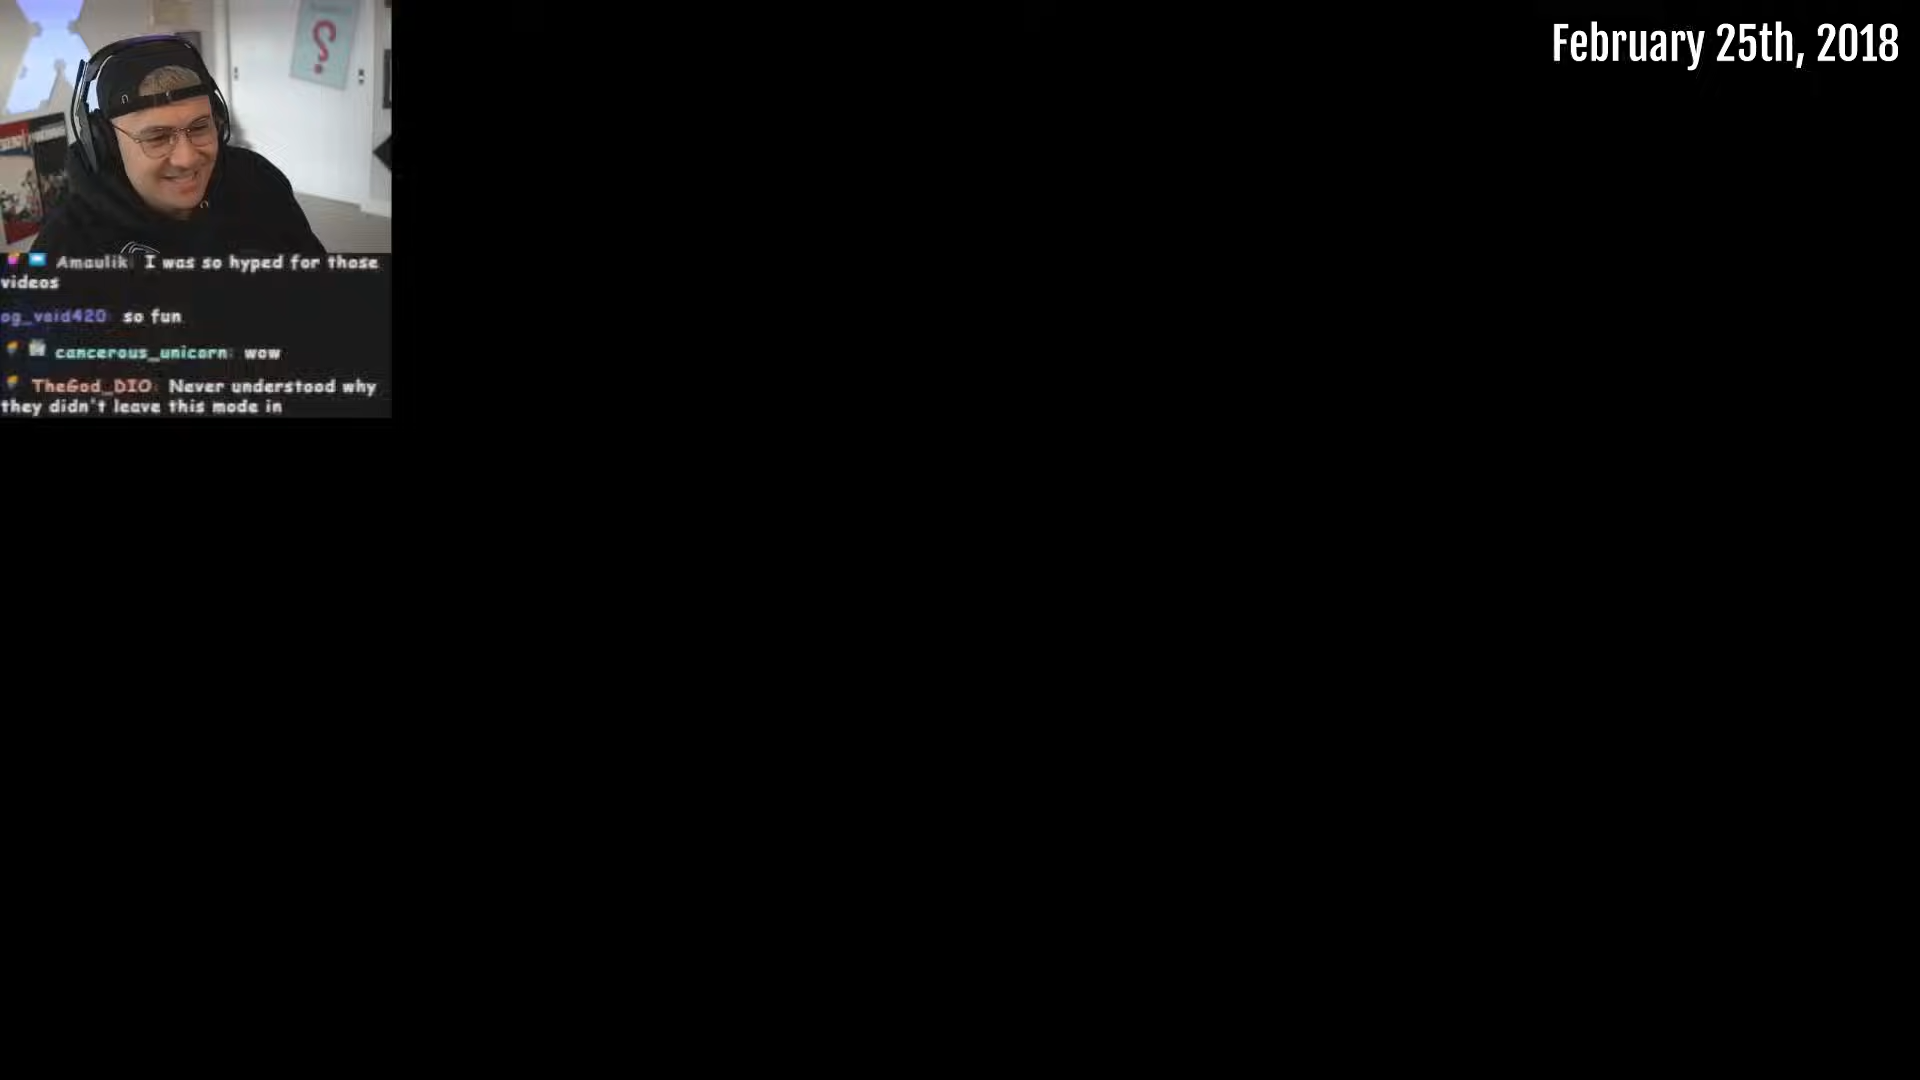 February 25th, 2018
?
Amaulik: I was so hyped for those
videos
og_void420: so fun
cancerous_unicorn: wow
TheGod_DIO: Never understood why
they didn't leave this mode in